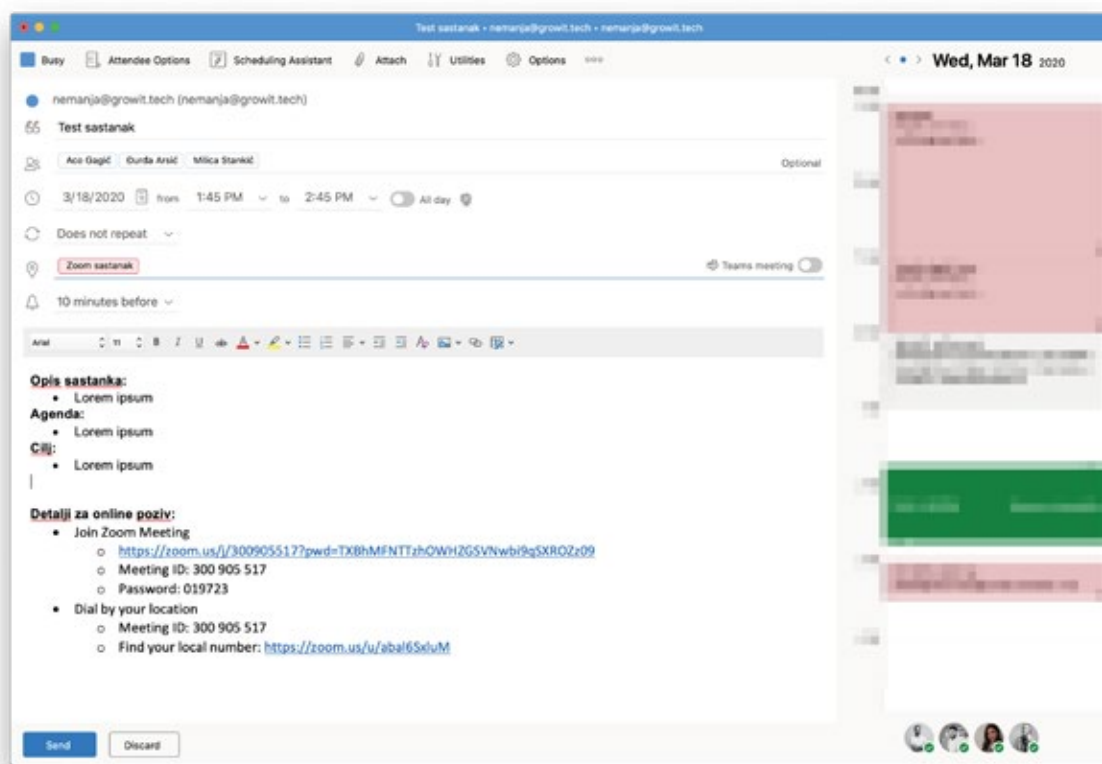 Test sastanak • nemanja@growit.tech • nemanja@growit.tech
Busy Attendee Options Scheduling Assistant Attach Utilities Options
Wed, Mar 18 2020
nemanja@growit.tech (nemanja@growit.tech)
Test sastanak
Aco Gagić Đurđa Arsić Milica Stankić
Optional
3/18/2020 from 1:45 PM to 2:45 PM All day
Does not repeat
Zoom sastanak
Teams meeting
10 minutes before
Arial 11 B I U ab A
Opis sastanka:
• Lorem ipsum
Agenda:
• Lorem ipsum
Cilj:
• Lorem ipsum
Detalji za online poziv:
• Join Zoom Meeting
o https://zoom.us/j/300905517?pwd=TXBhMFNTTzhOWHZGSVNwbi9qSXROZz09
o Meeting ID: 300 905 517
o Password: 019723
• Dial by your location
o Meeting ID: 300 905 517
o Find your local number: https://zoom.us/u/abal6SxluM
Send Discard